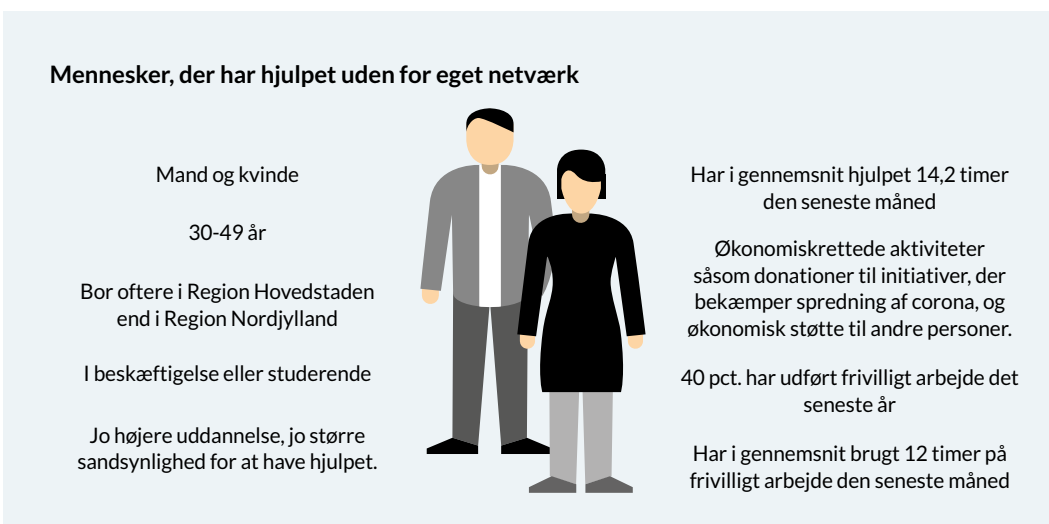 Mennesker, der har hjulpet uden for eget netværk
Mand og kvinde
30-49 år
Bor oftere i Region Hovedstaden
end i Region Nordjylland
I beskæftigelse eller studerende
Jo højere uddannelse, jo større
sandsynlighed for at have hjulpet.
Har i gennemsnit hjulpet 14,2 timer
den seneste måned
Økonomiskrettede aktiviteter
såsom donationer til initiativer, der
bekæmper spredning af corona, og
økonomisk støtte til andre personer.
40 pct. har udført frivilligt arbejde det
seneste år
Har i gennemsnit brugt 12 timer på
frivilligt arbejde den seneste måned